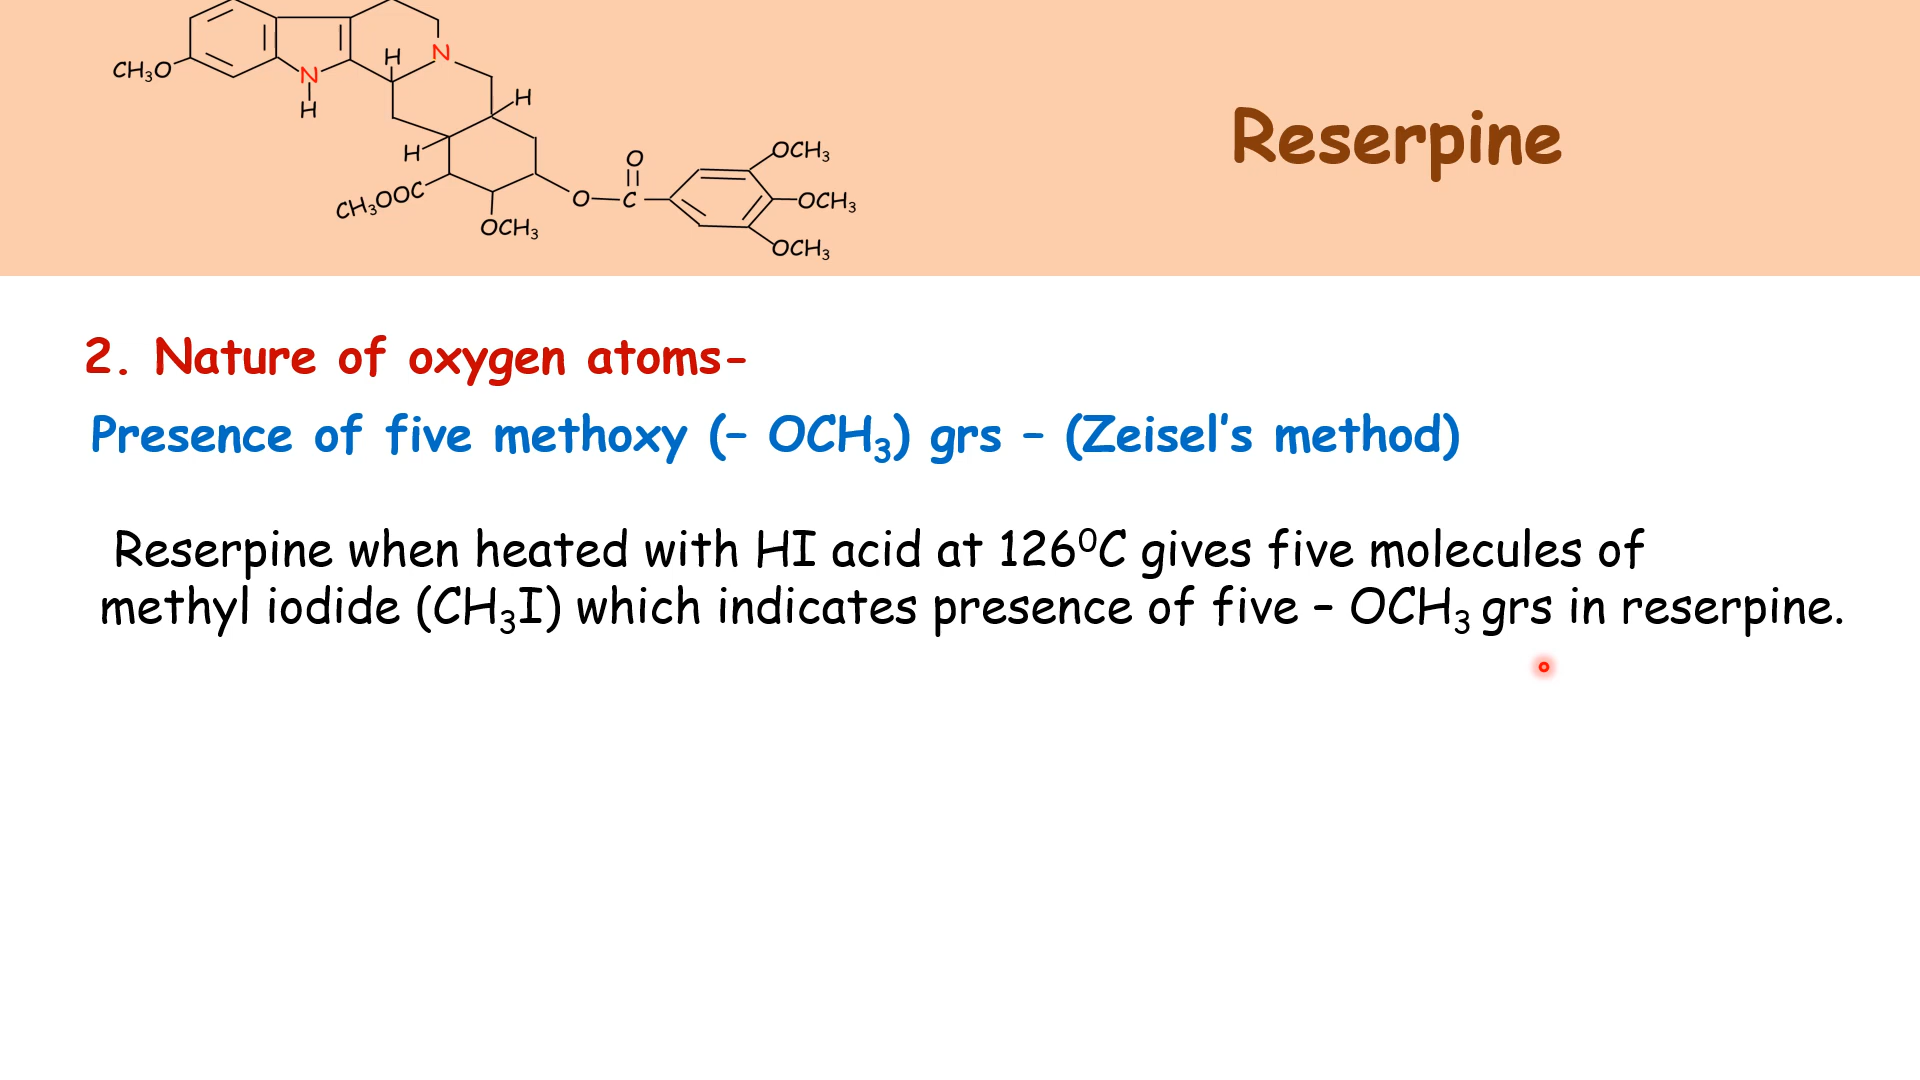 CH₃O
N
H
H
N
H
H
CH₃OOC
OCH₃
O
O
C
OCH₃
OCH₃
OCH₃
Reserpine
2. Nature of oxygen atoms-
Presence of five methoxy (– OCH₃) grs – (Zeisel’s method)
Reserpine when heated with HI acid at 126⁰C gives five molecules of
methyl iodide (CH₃I) which indicates presence of five – OCH₃ grs in reserpine.